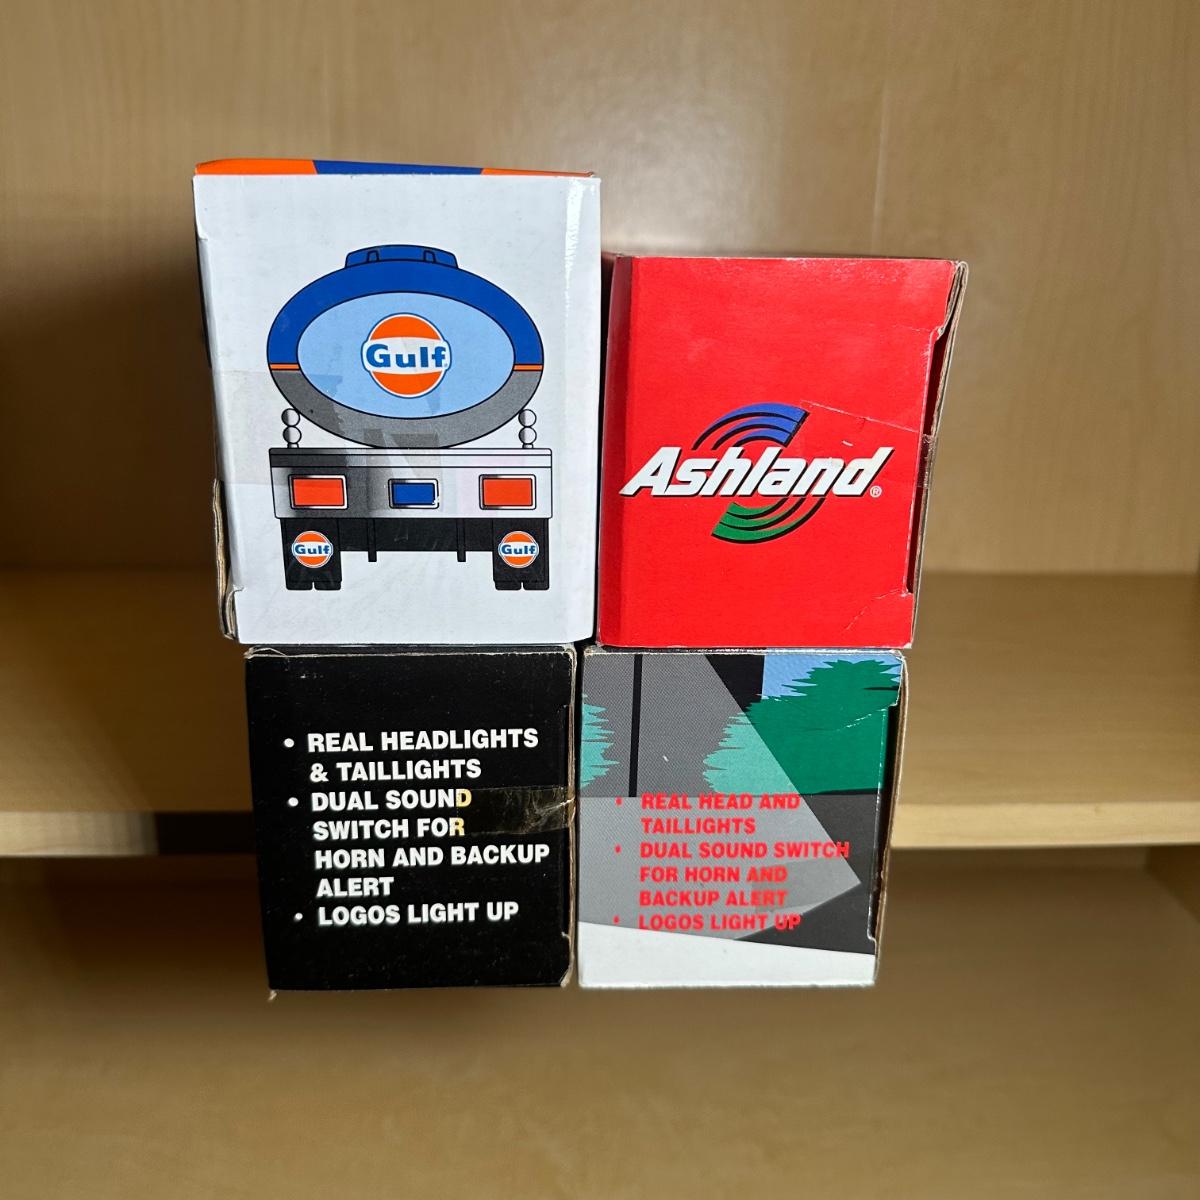 Gulf
Gulf
Gulf
Ashland®
• REAL HEADLIGHTS
& TAILLIGHTS
• DUAL SOUND
SWITCH FOR
HORN AND BACKUP
ALERT
• LOGOS LIGHT UP
• REAL HEAD AND
TAILLIGHTS
• DUAL SOUND SWITCH
FOR HORN AND
BACKUP ALERT
• LOGOS LIGHT UP